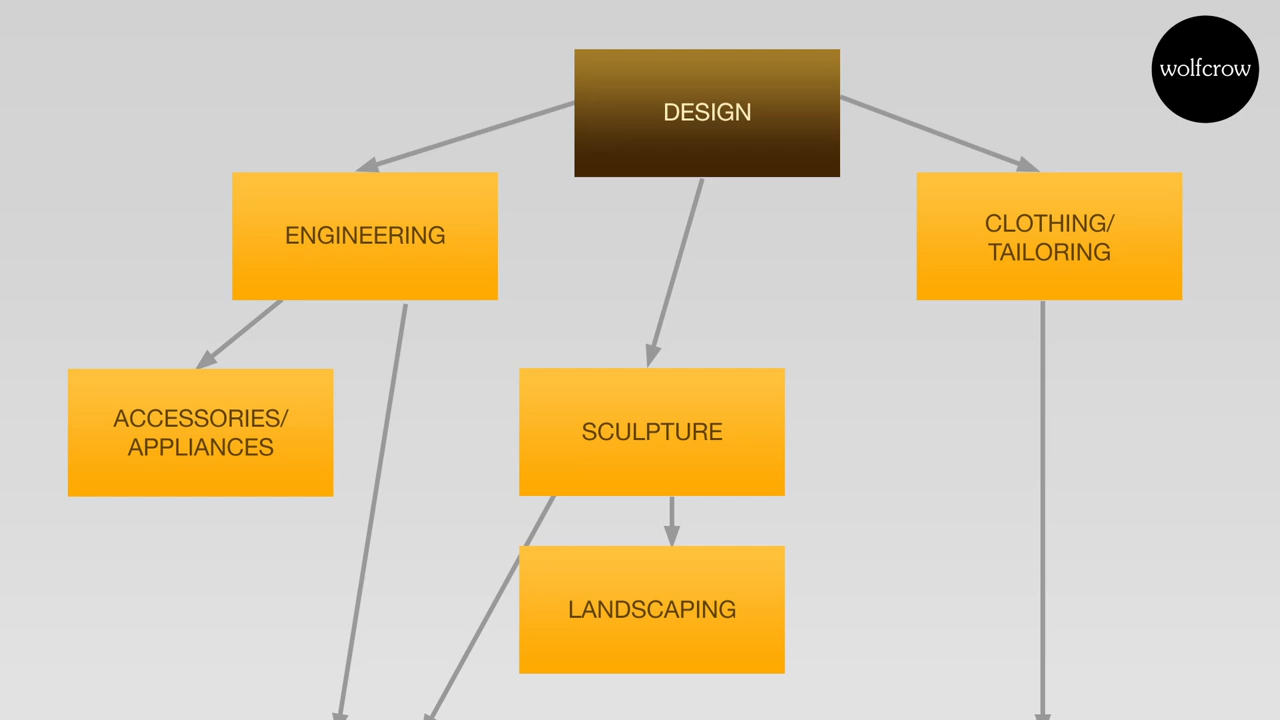 wolfcrow
DESIGN
ENGINEERING
CLOTHING/
TAILORING
ACCESSORIES/
APPLIANCES
SCULPTURE
LANDSCAPING